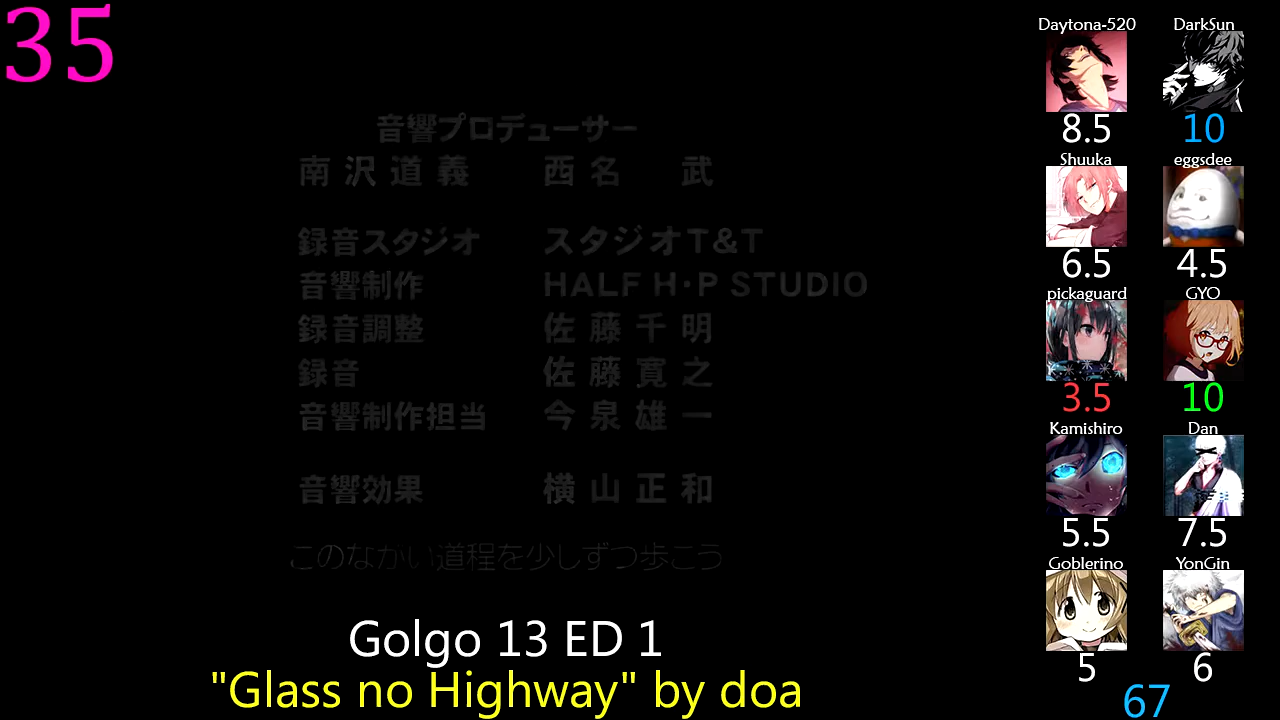 35
音響プロデューサー
南沢道義 西名 武
録音スタジオ スタジオT&T
音響制作 HALF H・P STUDIO
録音調整 佐藤千明
録音 佐藤寛之
音響制作担当 今泉雄一
音響効果 横山正和
このながい道程を少しずつ歩こう
Golgo 13 ED 1
"Glass no Highway" by doa
Daytona-520 DarkSun
8.5 10
Shuuka eggsdee
6.5 4.5
pickaguard GYO
3.5 10
Kamishiro Dan
5.5 7.5
Goblerino YonGin
5 6
67